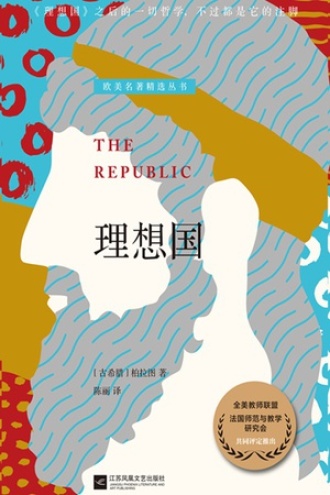 《理想国》之后的一切哲学，不过都是它的注脚
欧美名著精选丛书
THE
REPUBLIC
理想国
[古希腊] 柏拉图 著
陈丽 译
全美教师联盟
法国师范与教学
研究会
共同评定推出
江苏凤凰文艺出版社
JIANGSU PHOENIX LITERATURE AND
ART PUBLISHING